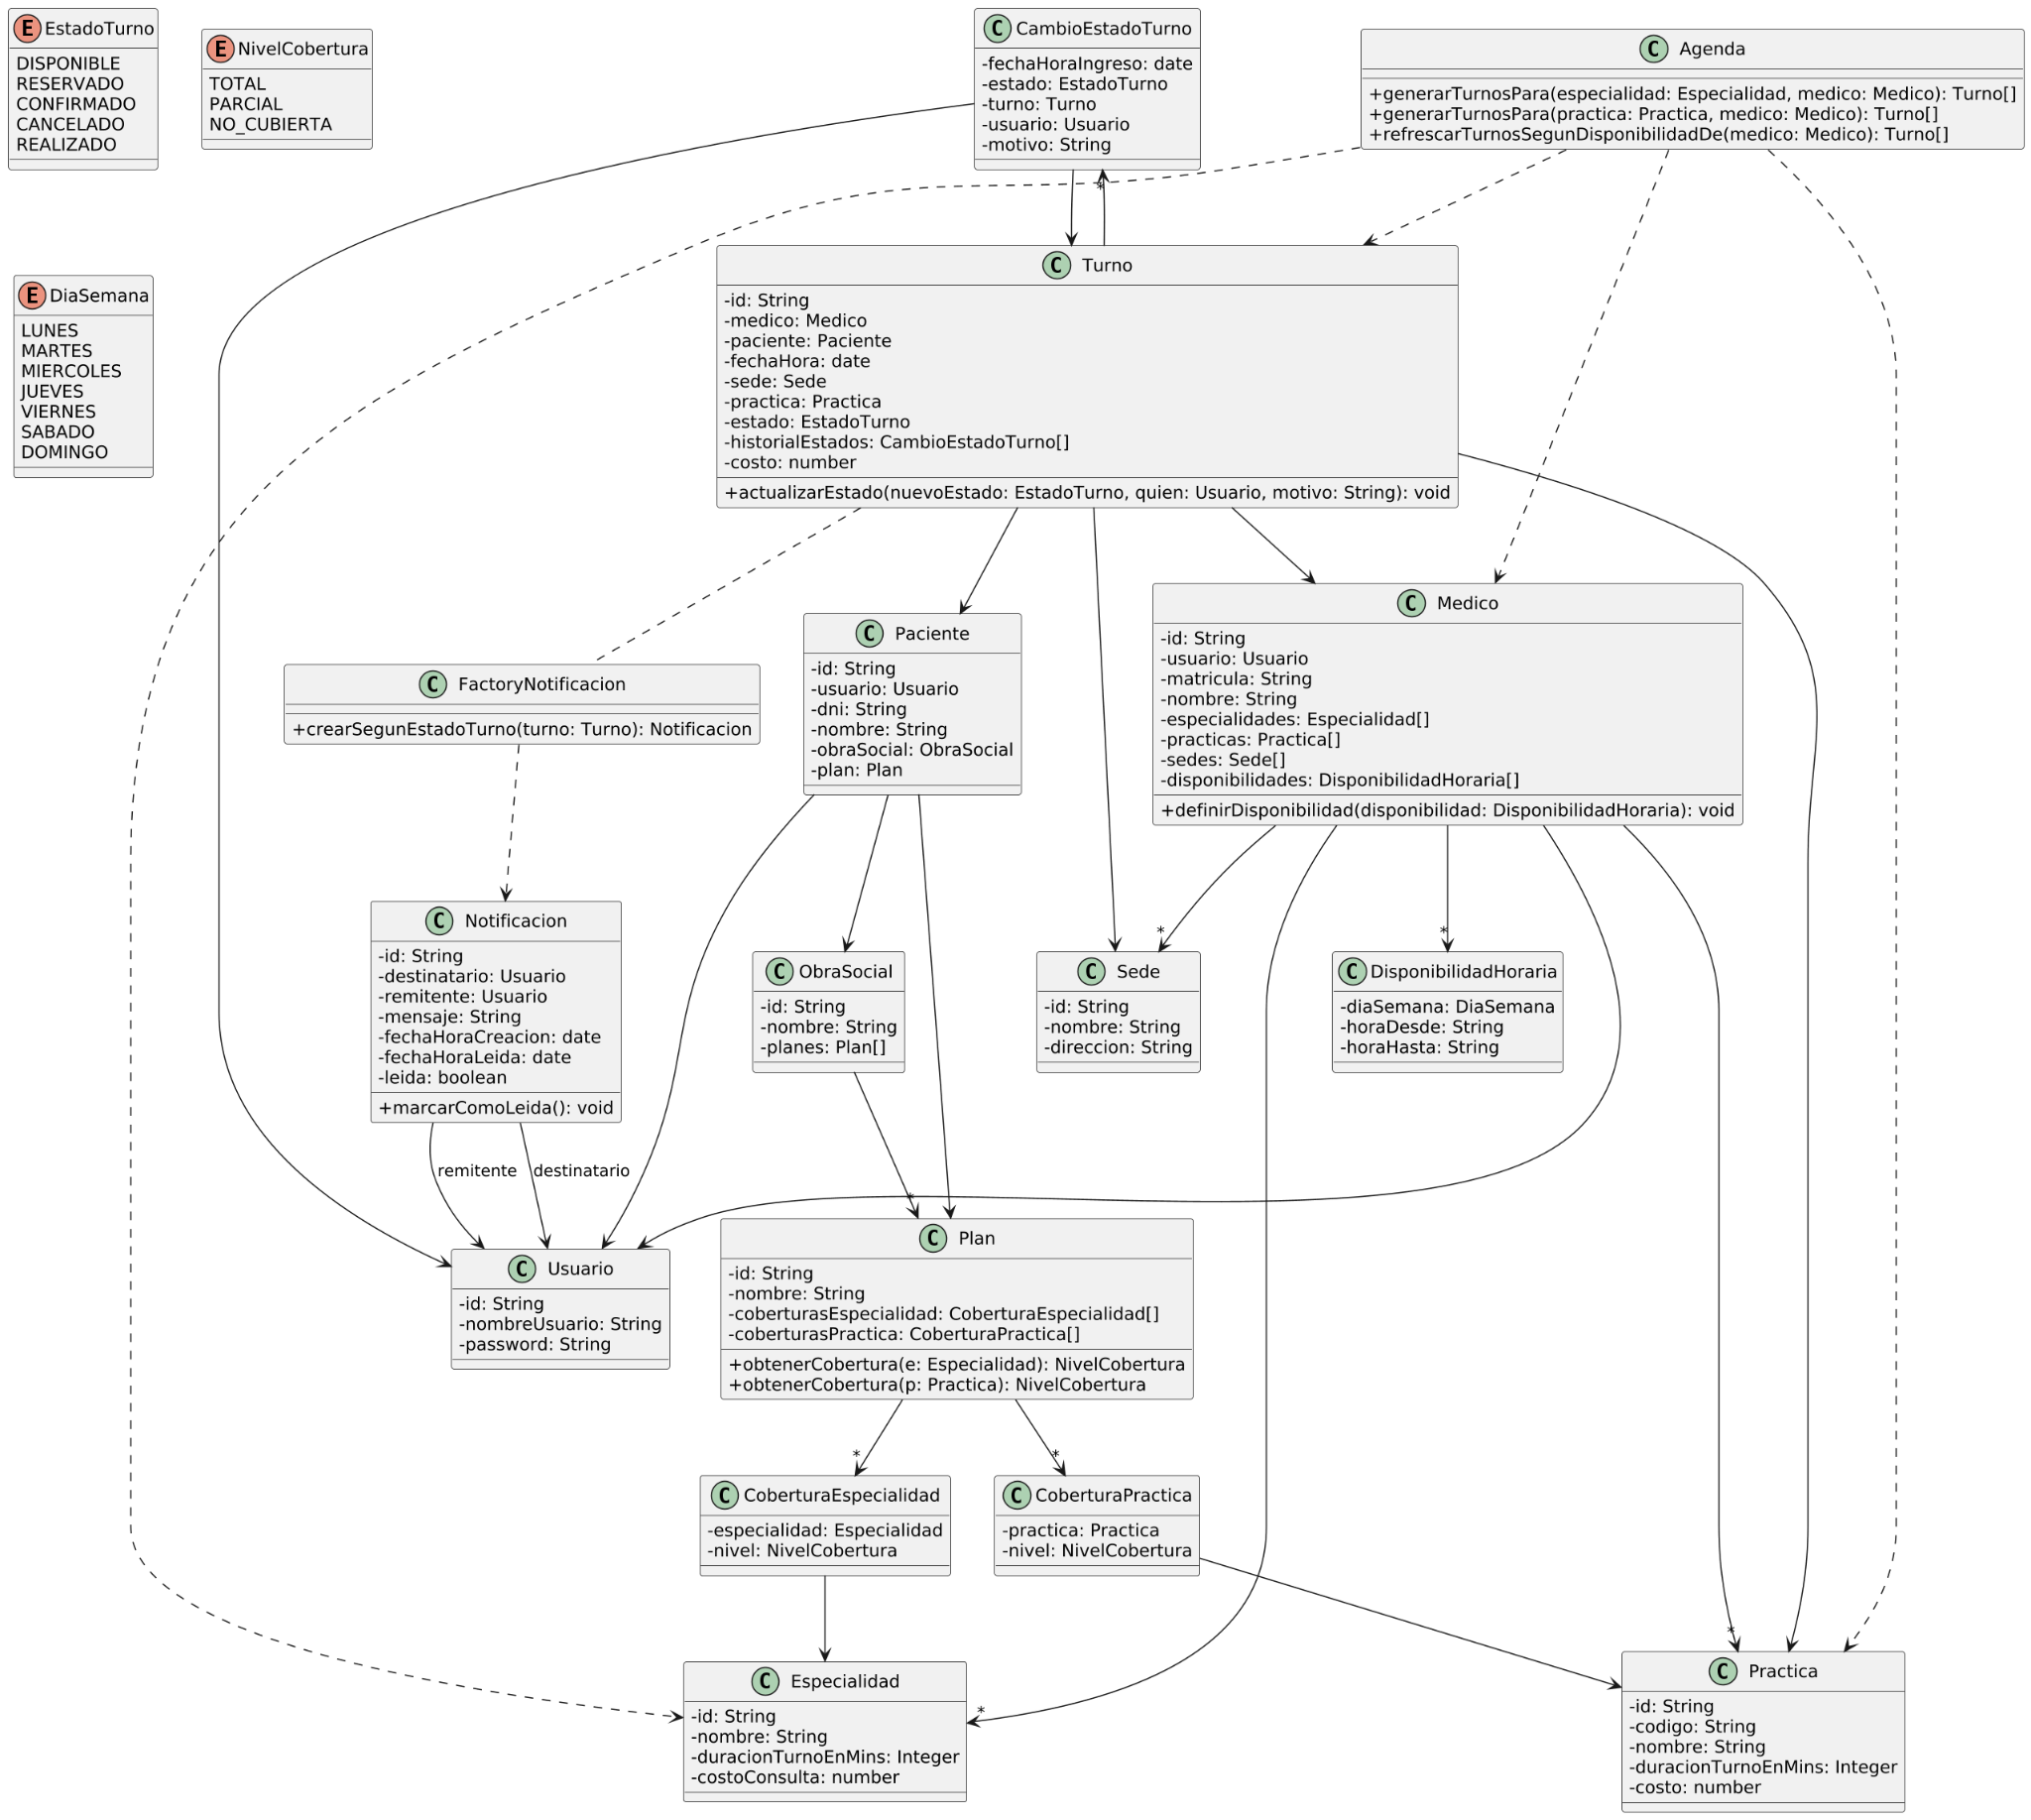 E EstadoTurno
DISPONIBLE
RESERVADO
CONFIRMADO
CANCELADO
REALIZADO
E NivelCobertura
TOTAL
PARCIAL
NO_CUBIERTA
C CambioEstadoTurno
-fechaHoraIngreso: date
-estado: EstadoTurno
-turno: Turno
-usuario: Usuario
-motivo: String
C Agenda
+generarTurnosPara(especialidad: Especialidad, medico: Medico): Turno[]
+generarTurnosPara(practica: Practica, medico: Medico): Turno[]
+refrescarTurnosSegunDisponibilidadDe(medico: Medico): Turno[]
*
E DiaSemana
LUNES
MARTES
MIERCOLES
JUEVES
VIERNES
SABADO
DOMINGO
C Turno
-id: String
-medico: Medico
-paciente: Paciente
-fechaHora: date
-sede: Sede
-practica: Practica
-estado: EstadoTurno
-historialEstados: CambioEstadoTurno[]
-costo: number
+actualizarEstado(nuevoEstado: EstadoTurno, quien: Usuario, motivo: String): void
C FactoryNotificacion
+crearSegunEstadoTurno(turno: Turno): Notificacion
C Paciente
-id: String
-usuario: Usuario
-dni: String
-nombre: String
-obraSocial: ObraSocial
-plan: Plan
C Medico
-id: String
-usuario: Usuario
-matricula: String
-nombre: String
-especialidades: Especialidad[]
-practicas: Practica[]
-sedes: Sede[]
-disponibilidades: DisponibilidadHoraria[]
+definirDisponibilidad(disponibilidad: DisponibilidadHoraria): void
*
*
C Notificacion
-id: String
-destinatario: Usuario
-remitente: Usuario
-mensaje: String
-fechaHoraCreacion: date
-fechaHoraLeida: date
-leida: boolean
+marcarComoLeida(): void
C ObraSocial
-id: String
-nombre: String
-planes: Plan[]
C Sede
-id: String
-nombre: String
-direccion: String
C DisponibilidadHoraria
-diaSemana: DiaSemana
-horaDesde: String
-horaHasta: String
remitente
destinatario
*
C Usuario
-id: String
-nombreUsuario: String
-password: String
C Plan
-id: String
-nombre: String
-coberturasEspecialidad: CoberturaEspecialidad[]
-coberturasPractica: CoberturaPractica[]
+obtenerCobertura(e: Especialidad): NivelCobertura
+obtenerCobertura(p: Practica): NivelCobertura
*
*
C CoberturaEspecialidad
-especialidad: Especialidad
-nivel: NivelCobertura
C CoberturaPractica
-practica: Practica
-nivel: NivelCobertura
*
*
C Especialidad
-id: String
-nombre: String
-duracionTurnoEnMins: Integer
-costoConsulta: number
C Practica
-id: String
-codigo: String
-nombre: String
-duracionTurnoEnMins: Integer
-costo: number